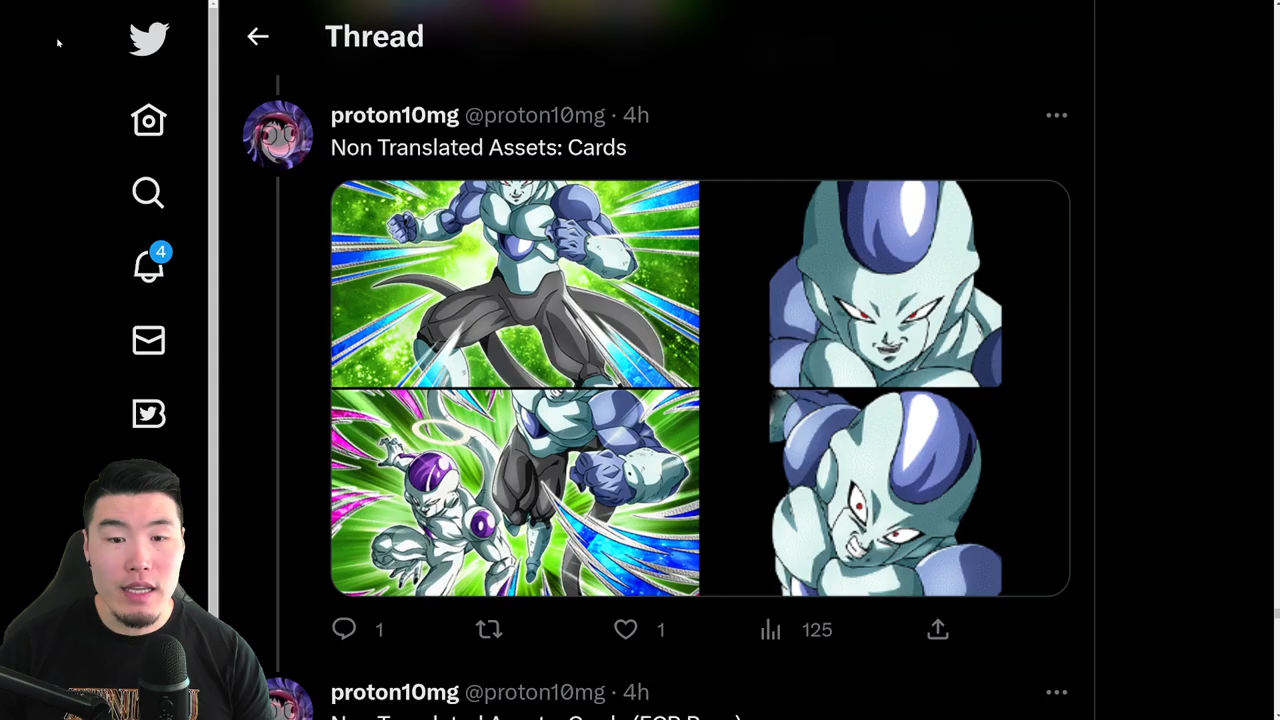 Thread
proton10mg @proton10mg · 4h
Non Translated Assets: Cards
4
1
1
125
proton10mg @proton10mg · 4h